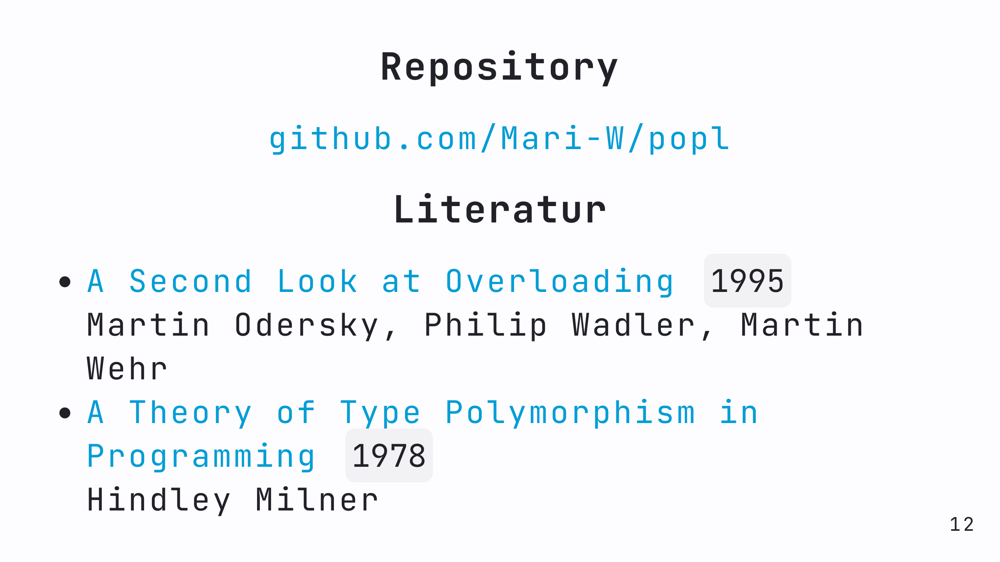 Repository
github.com/Mari-W/popl
Literatur
• A Second Look at Overloading 1995
Martin Odersky, Philip Wadler, Martin
Wehr
• A Theory of Type Polymorphism in
Programming 1978
Hindley Milner
12